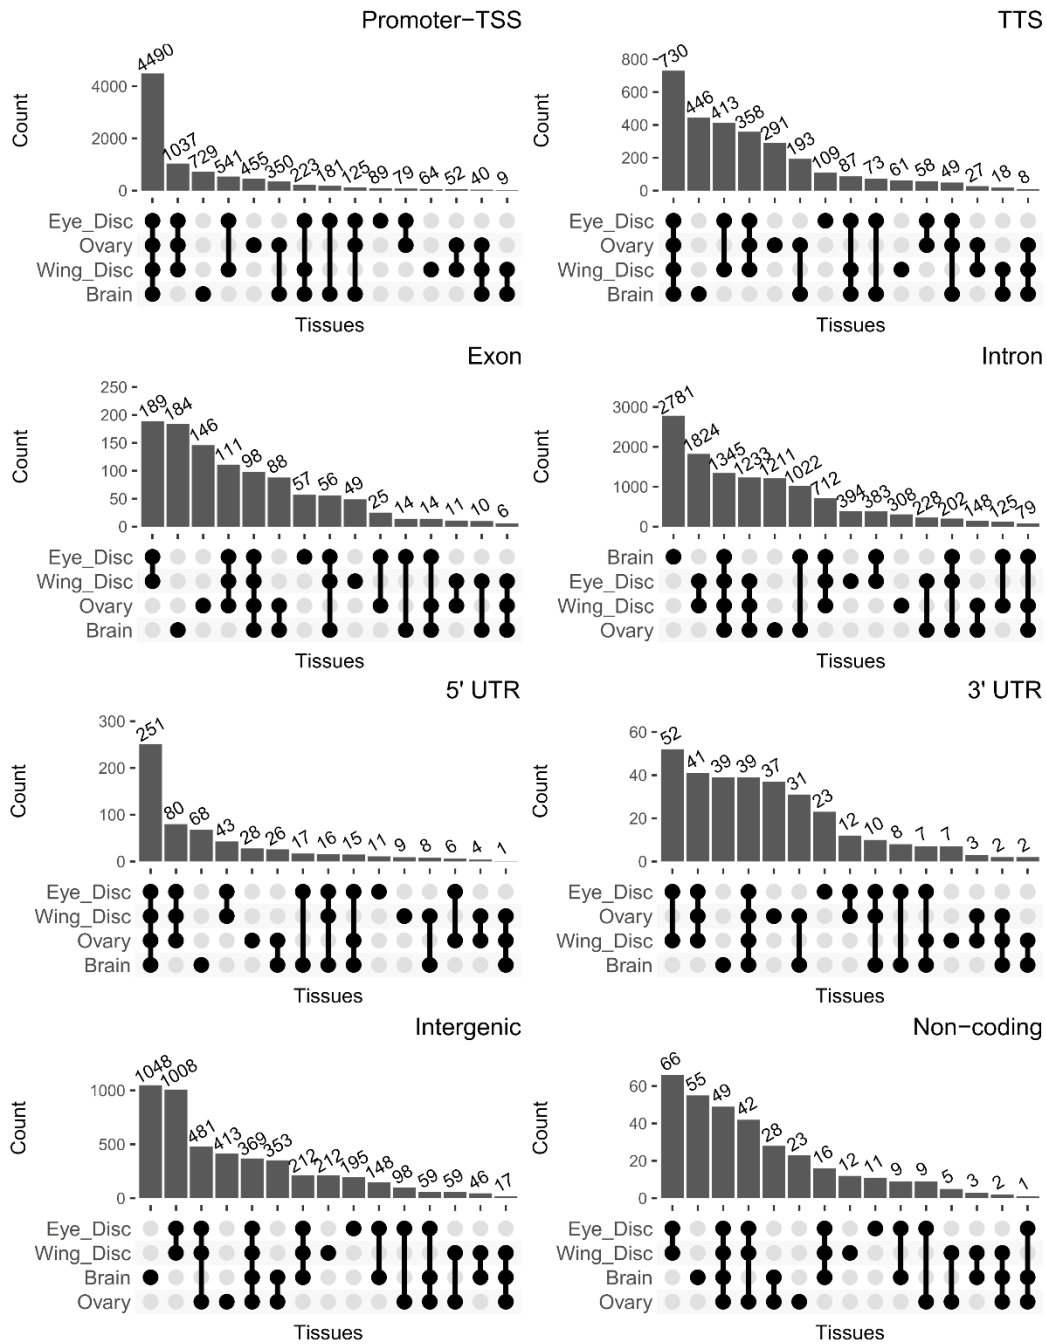 Promoter−TSS
4490 1037 729 541 455 350 223 181 125 89 79 64 52 40 9
4000
2000
0
Count
Eye_Disc
Ovary
Wing_Disc
Brain
Tissues
TTS
730 446 413 358 291 193 109 87 73 61 58 49 27 18 8
800
600
400
200
0
Count
Eye_Disc
Ovary
Wing_Disc
Brain
Tissues
Exon
189 184 146 111 98 88 57 56 49 25 14 14 11 10 6
250
200
150
100
50
0
Count
Eye_Disc
Wing_Disc
Ovary
Brain
Tissues
Intron
2781 1824 1345 1233 1211 1022 712 394 383 308 228 202 148 125 79
3000
2000
1000
0
Count
Brain
Eye_Disc
Wing_Disc
Ovary
Tissues
5' UTR
251 80 68 43 28 26 17 16 15 11 9 8 6 4 1
300
200
100
0
Count
Eye_Disc
Wing_Disc
Ovary
Brain
Tissues
3' UTR
52 41 39 39 37 31 23 12 10 8 7 7 3 2 2
60
40
20
0
Count
Eye_Disc
Ovary
Wing_Disc
Brain
Tissues
Intergenic
1048 1008 481 413 369 353 212 212 195 148 98 59 59 46 17
1000
500
0
Count
Eye_Disc
Wing_Disc
Brain
Ovary
Tissues
Non−coding
66 55 49 42 28 23 16 12 11 9 9 5 3 2 1
60
40
20
0
Count
Eye_Disc
Wing_Disc
Brain
Ovary
Tissues